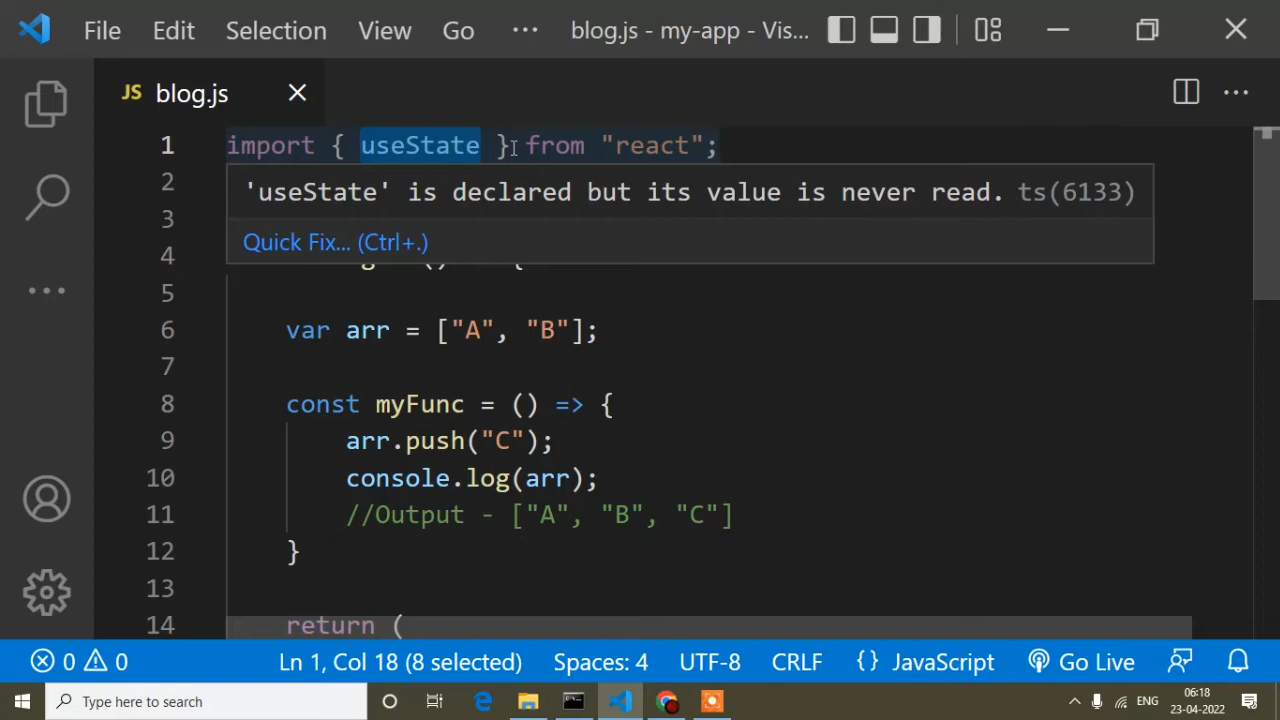 File Edit Selection View Go ··· blog.js - my-app - Vis...
JS blog.js
1 import { useState } from "react";
2
'useState' is declared but its value is never read. ts(6133)
3
Quick Fix... (Ctrl+.)
4
5
6 var arr = ["A", "B"];
7
8 const myFunc = () => {
9 arr.push("C");
10 console.log(arr);
11 //Output - ["A", "B", "C"]
12 }
13
14 return (
0 0 Ln 1, Col 18 (8 selected) Spaces: 4 UTF-8 CRLF {} JavaScript Go Live
Type here to search ENG 06:18
23-04-2022